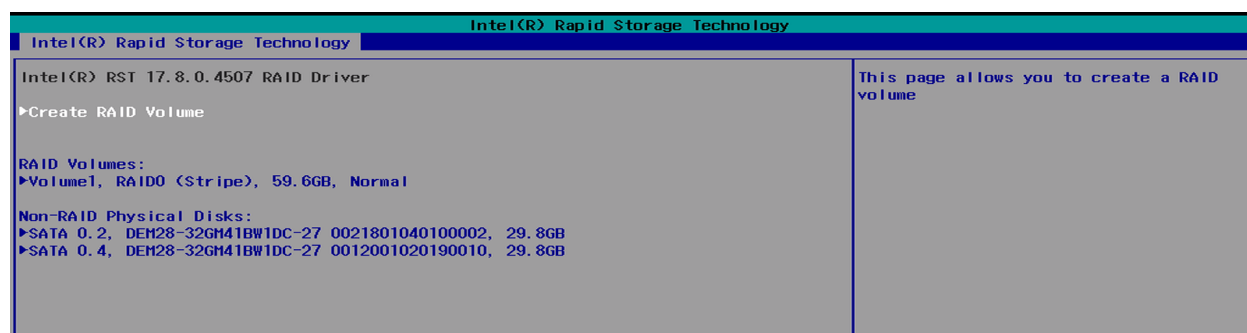 Intel(R) Rapid Storage Technology
Intel(R) Rapid Storage Technology
Intel(R) RST 17.8.0.4507 RAID Driver
This page allows you to create a RAID
volume
►Create RAID Volume
RAID Volumes:
►Volume1, RAID0 (Stripe), 59.6GB, Normal
Non-RAID Physical Disks:
►SATA 0.2, DEM28-32GM41BW1DC-27 0021801040100002, 29.8GB
►SATA 0.4, DEM28-32GM41BW1DC-27 0012001020190010, 29.8GB